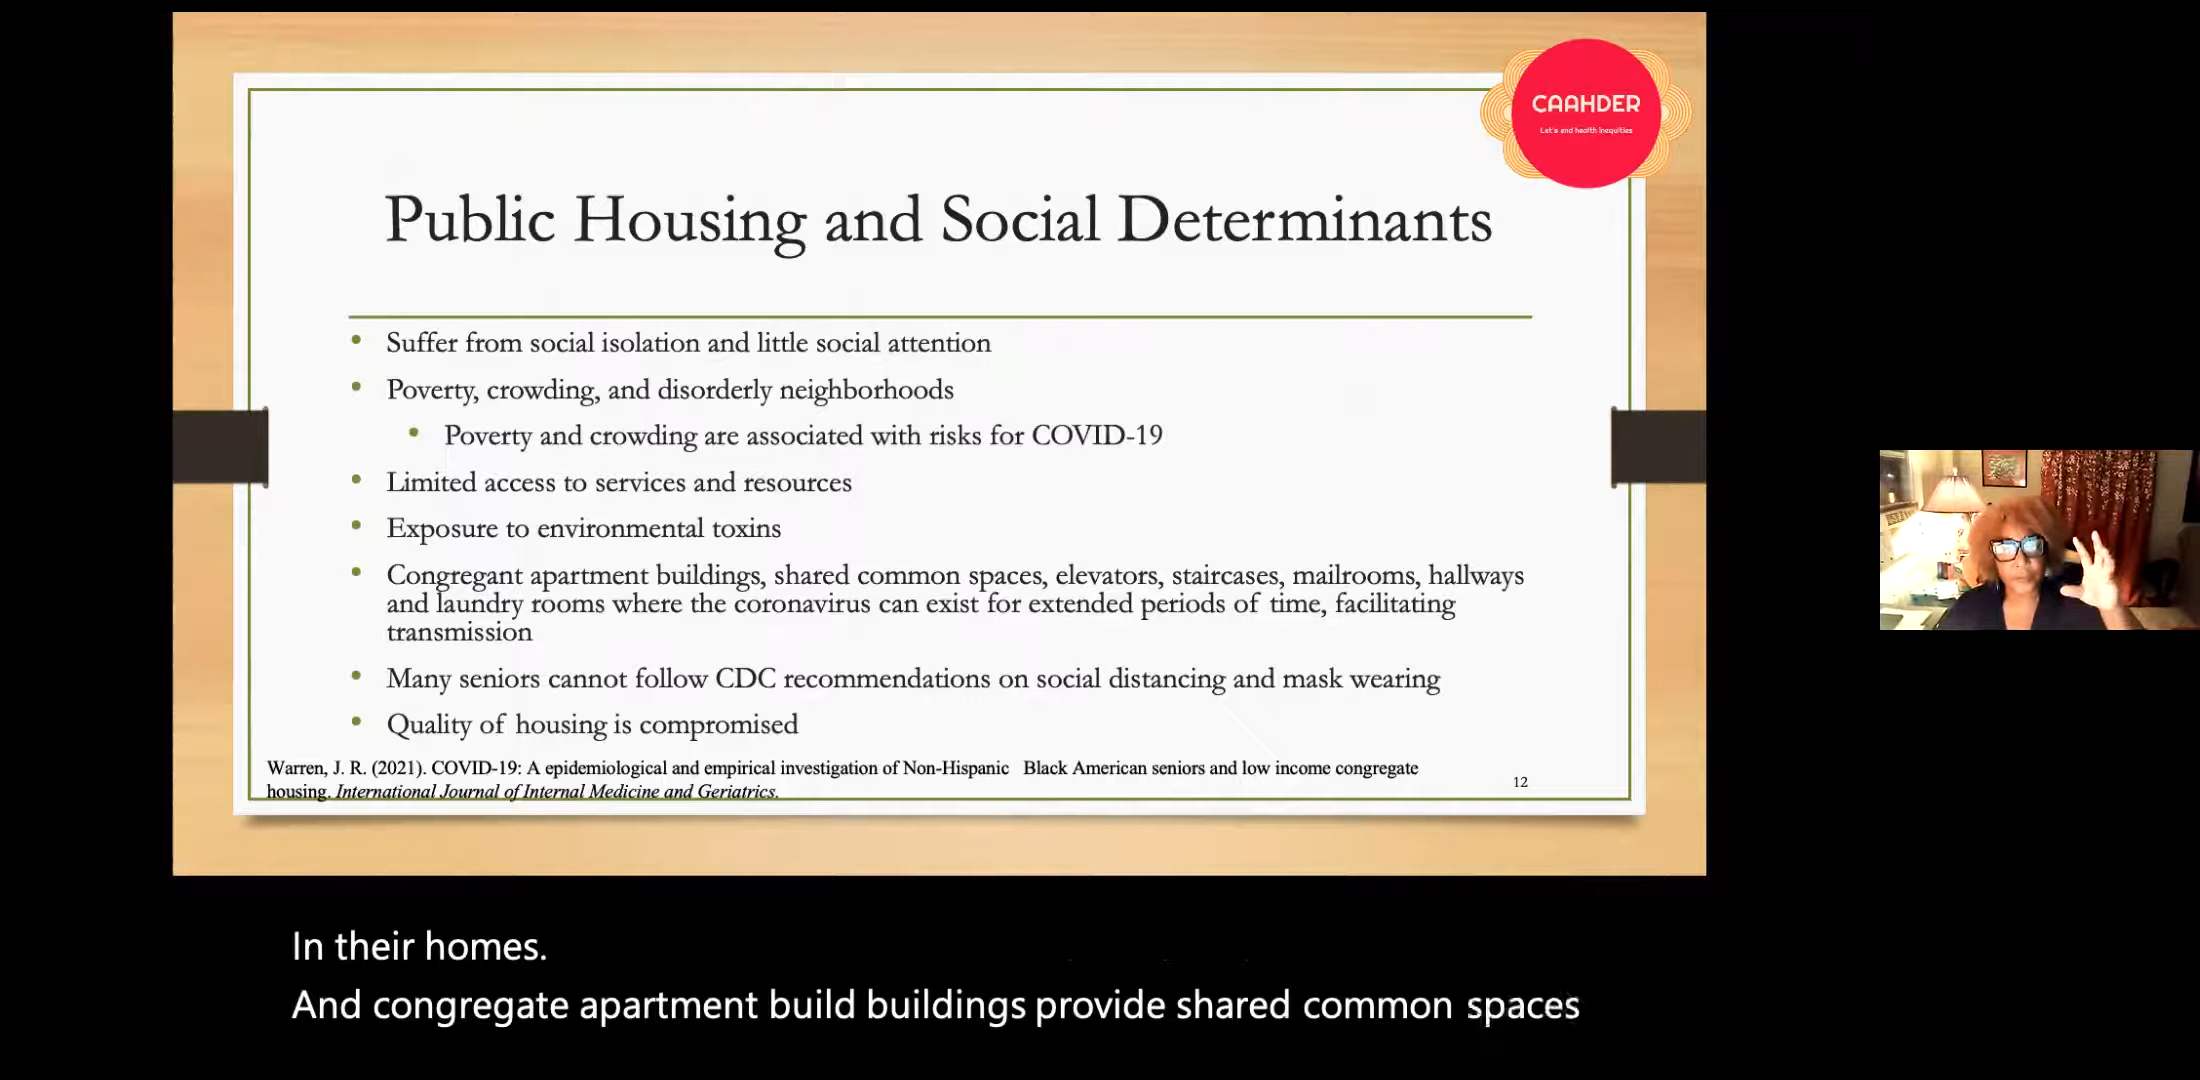 CAAHDER
Let's end health inequities
Public Housing and Social Determinants
• Suffer from social isolation and little social attention
• Poverty, crowding, and disorderly neighborhoods
• Poverty and crowding are associated with risks for COVID-19
• Limited access to services and resources
• Exposure to environmental toxins
• Congregant apartment buildings, shared common spaces, elevators, staircases, mailrooms, hallways
and laundry rooms where the coronavirus can exist for extended periods of time, facilitating
transmission
• Many seniors cannot follow CDC recommendations on social distancing and mask wearing
• Quality of housing is compromised
Warren, J. R. (2021). COVID-19: A epidemiological and empirical investigation of Non-Hispanic Black American seniors and low income congregate
housing. International Journal of Internal Medicine and Geriatrics.
12
In their homes.
And congregate apartment build buildings provide shared common spaces